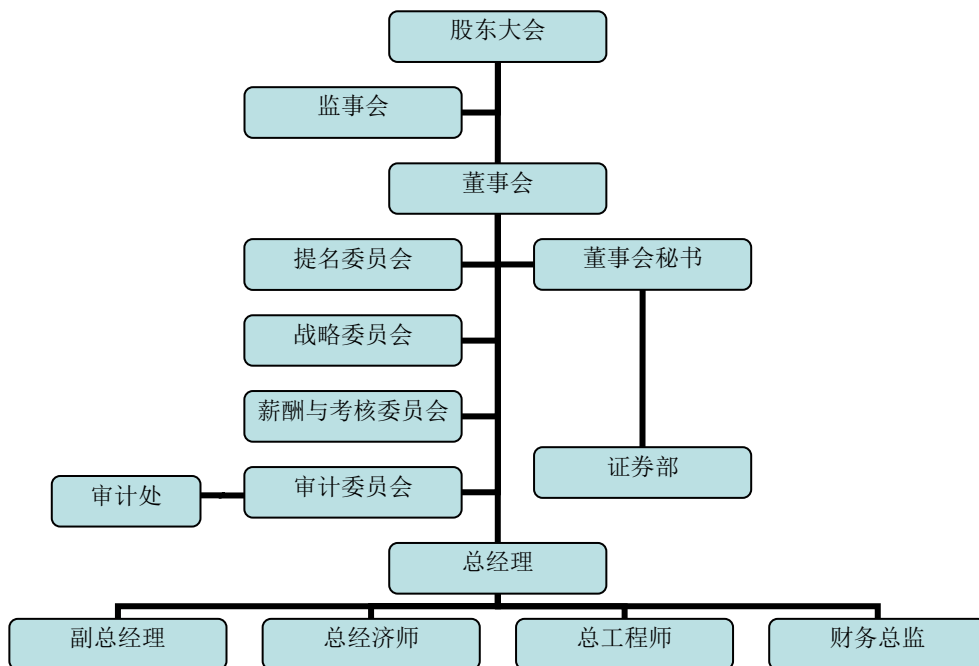 股东大会
监事会
董事会
提名委员会
董事会秘书
战略委员会
薪酬与考核委员会
证券部
审计处
审计委员会
总经理
副总经理
总经济师
总工程师
财务总监